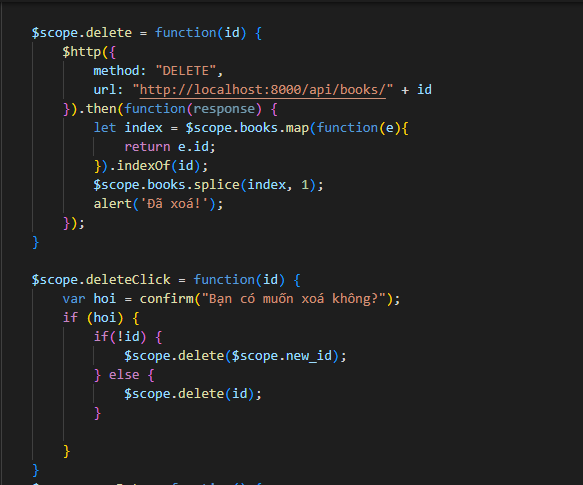 $scope.delete = function(id) {
$http({
method: "DELETE",
url: "http://localhost:8000/api/books/" + id
}).then(function(response) {
let index = $scope.books.map(function(e){
return e.id;
}).indexOf(id);
$scope.books.splice(index, 1);
alert('Đã xoá!');
});
}
$scope.deleteClick = function(id) {
var hoi = confirm("Bạn có muốn xoá không?");
if (hoi) {
if(!id) {
$scope.delete($scope.new_id);
} else {
$scope.delete(id);
}
}
}